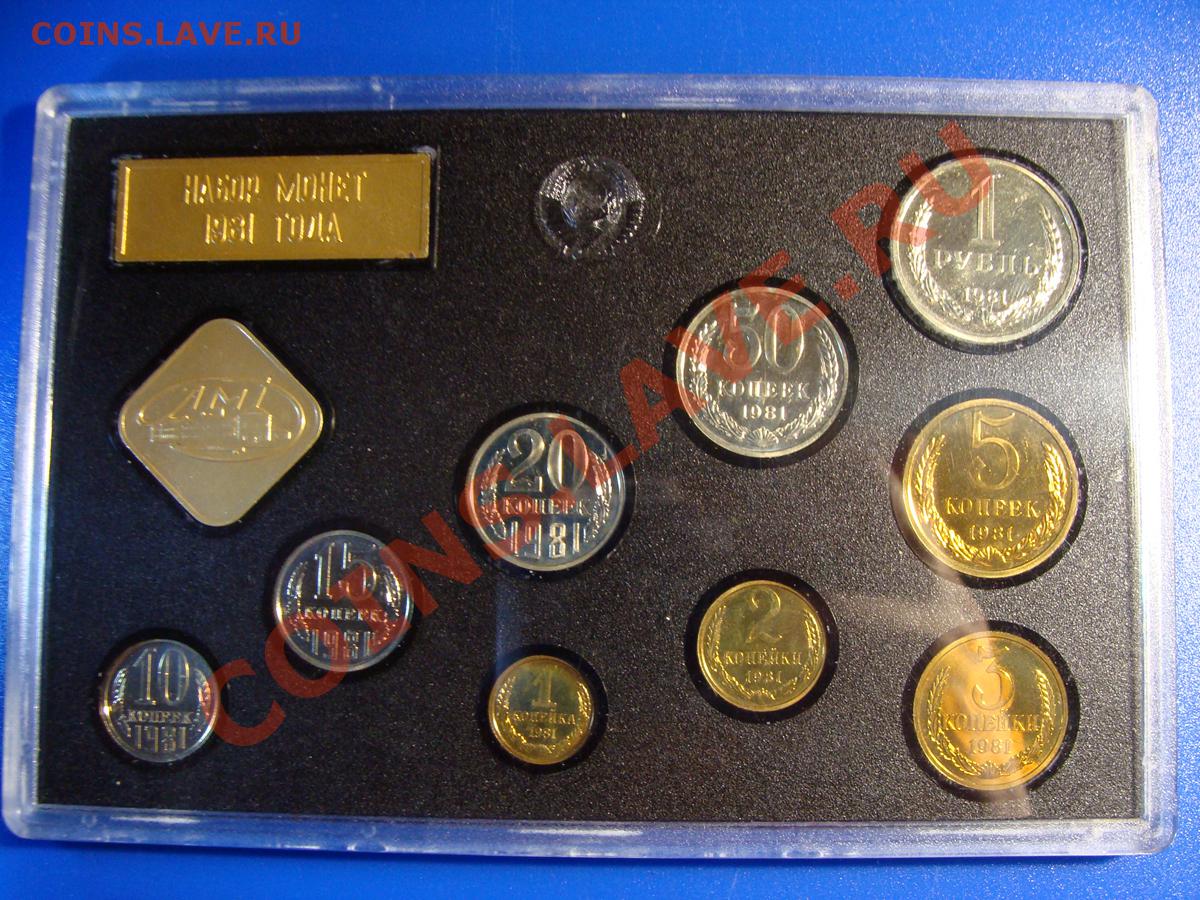 COINS.LAVE.RU
НАБОР МОНЕТ
1981 ГОДА
1
РУБЛЬ
1981
50
КОПЕЕК
1981
ЛМД
20
КОПЕЕК
1981
5
КОПЕЕК
1981
15
КОПЕЕК
1981
10
КОПЕЕК
1981
1
КОПЕЙКА
1981
2
КОПЕЙКИ
1981
3
КОПЕЙКИ
1981
COINS.LAVE.RU